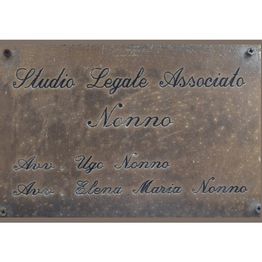 Studio Legale Associato
Nonno
Avv. Ugo Nonno
Avv. Elena Maria Nonno